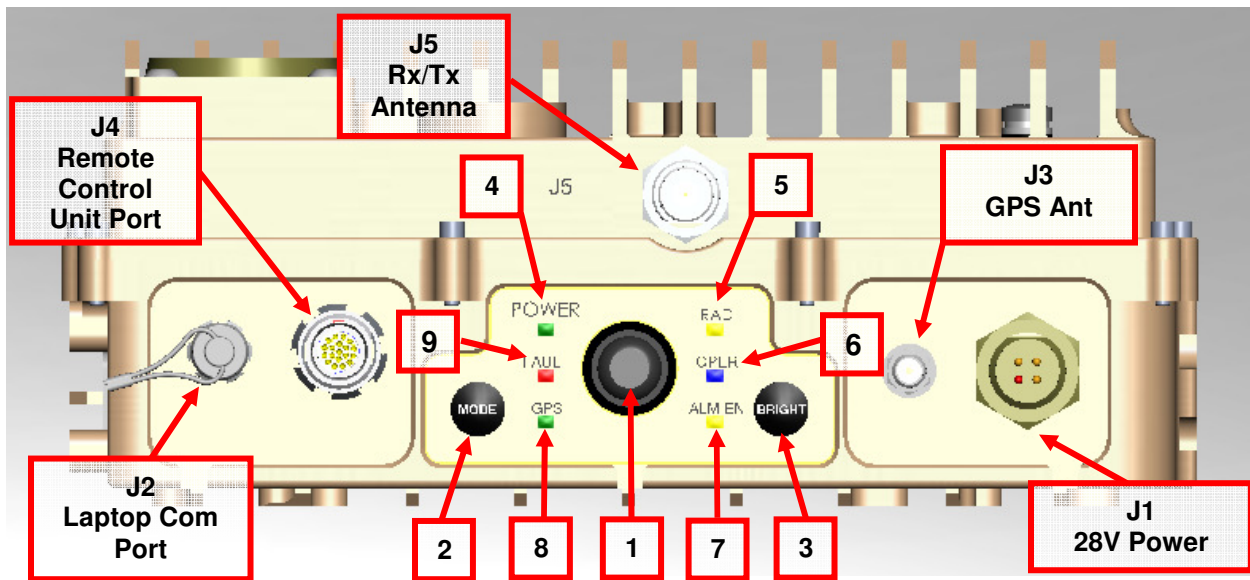 J5
Rx/Tx
Antenna
J4
Remote
Control
Unit Port
4
J5
5
J3
GPS Ant
POWER
RAD
9
FAUL
OPER
6
MODE
GPS
ALM EN
BRIGHT
J2
Laptop Com
Port
2
8
1
7
3
J1
28V Power